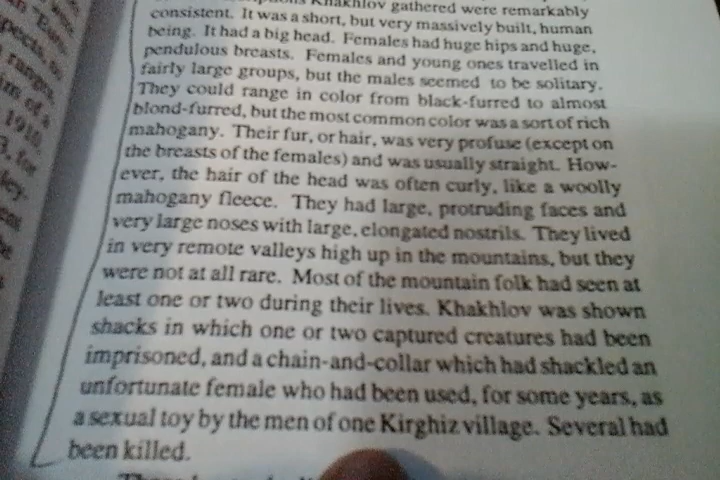 Khakhlov gathered were remarkably
consistent. It was a short, but very massively built, human
being. It had a big head. Females had huge hips and huge,
pendulous breasts. Females and young ones travelled in
fairly large groups, but the males seemed to be solitary.
They could range in color from black-furred to almost
blond-furred, but the most common color was a sort of rich
mahogany. Their fur, or hair, was very profuse (except on
the breasts of the females) and was usually straight. How-
ever, the hair of the head was often curly, like a woolly
mahogany fleece. They had large, protruding faces and
very large noses with large, elongated nostrils. They lived
in very remote valleys high up in the mountains, but they
were not at all rare. Most of the mountain folk had seen at
least one or two during their lives. Khakhlov was shown
shacks in which one or two captured creatures had been
imprisoned, and a chain-and-collar which had shackled an
unfortunate female who had been used, for some years, as
a sexual toy by the men of one Kirghiz village. Several had
been killed.